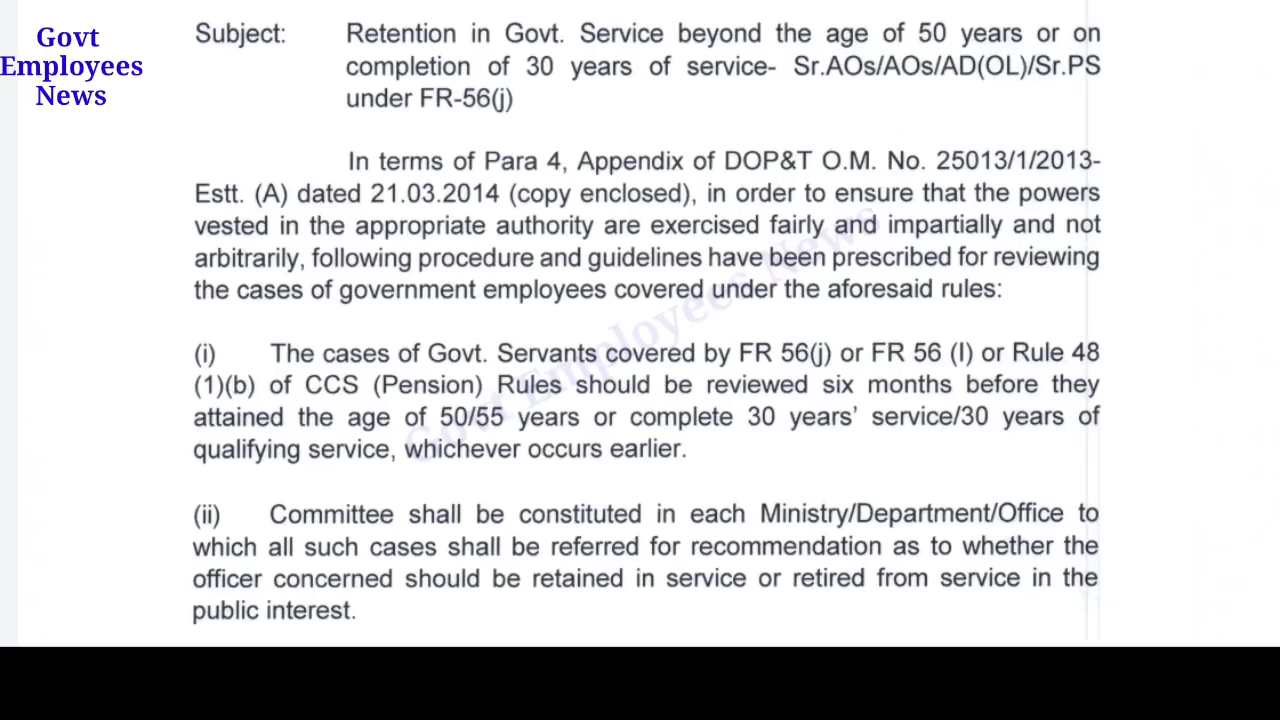 Govt
Employees
News
Subject: Retention in Govt. Service beyond the age of 50 years or on
completion of 30 years of service- Sr.AOs/AOs/AD(OL)/Sr.PS
under FR-56(j)
In terms of Para 4, Appendix of DOP&T O.M. No. 25013/1/2013-
Estt. (A) dated 21.03.2014 (copy enclosed), in order to ensure that the powers
vested in the appropriate authority are exercised fairly and impartially and not
arbitrarily, following procedure and guidelines have been prescribed for reviewing
the cases of government employees covered under the aforesaid rules:
(i) The cases of Govt. Servants covered by FR 56(j) or FR 56 (l) or Rule 48
(1)(b) of CCS (Pension) Rules should be reviewed six months before they
attained the age of 50/55 years or complete 30 years' service/30 years of
qualifying service, whichever occurs earlier.
(ii) Committee shall be constituted in each Ministry/Department/Office to
which all such cases shall be referred for recommendation as to whether the
officer concerned should be retained in service or retired from service in the
public interest.
Govt Employees News